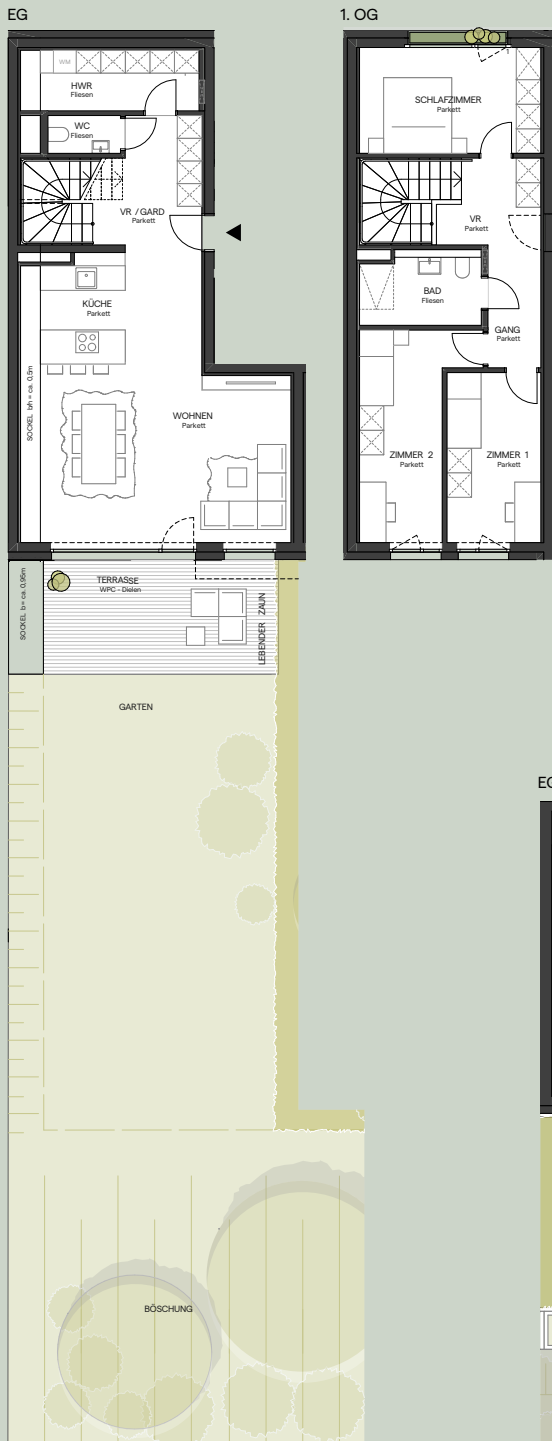 EG
1. OG
WM
HWR
Fliesen
WC
Fliesen
VR / GARD
Parkett
KÜCHE
Parkett
SOCKEL b/h = ca. 0,5m
WOHNEN
Parkett
SCHLAFZIMMER
Parkett
VR
Parkett
BAD
Fliesen
GANG
Parkett
ZIMMER 2
Parkett
ZIMMER 1
Parkett
SOCKEL b = ca. 0,95m
TERRASSE
WPC - Dielen
LEBENDER ZAUN
GARTEN
EG
BÖSCHUNG